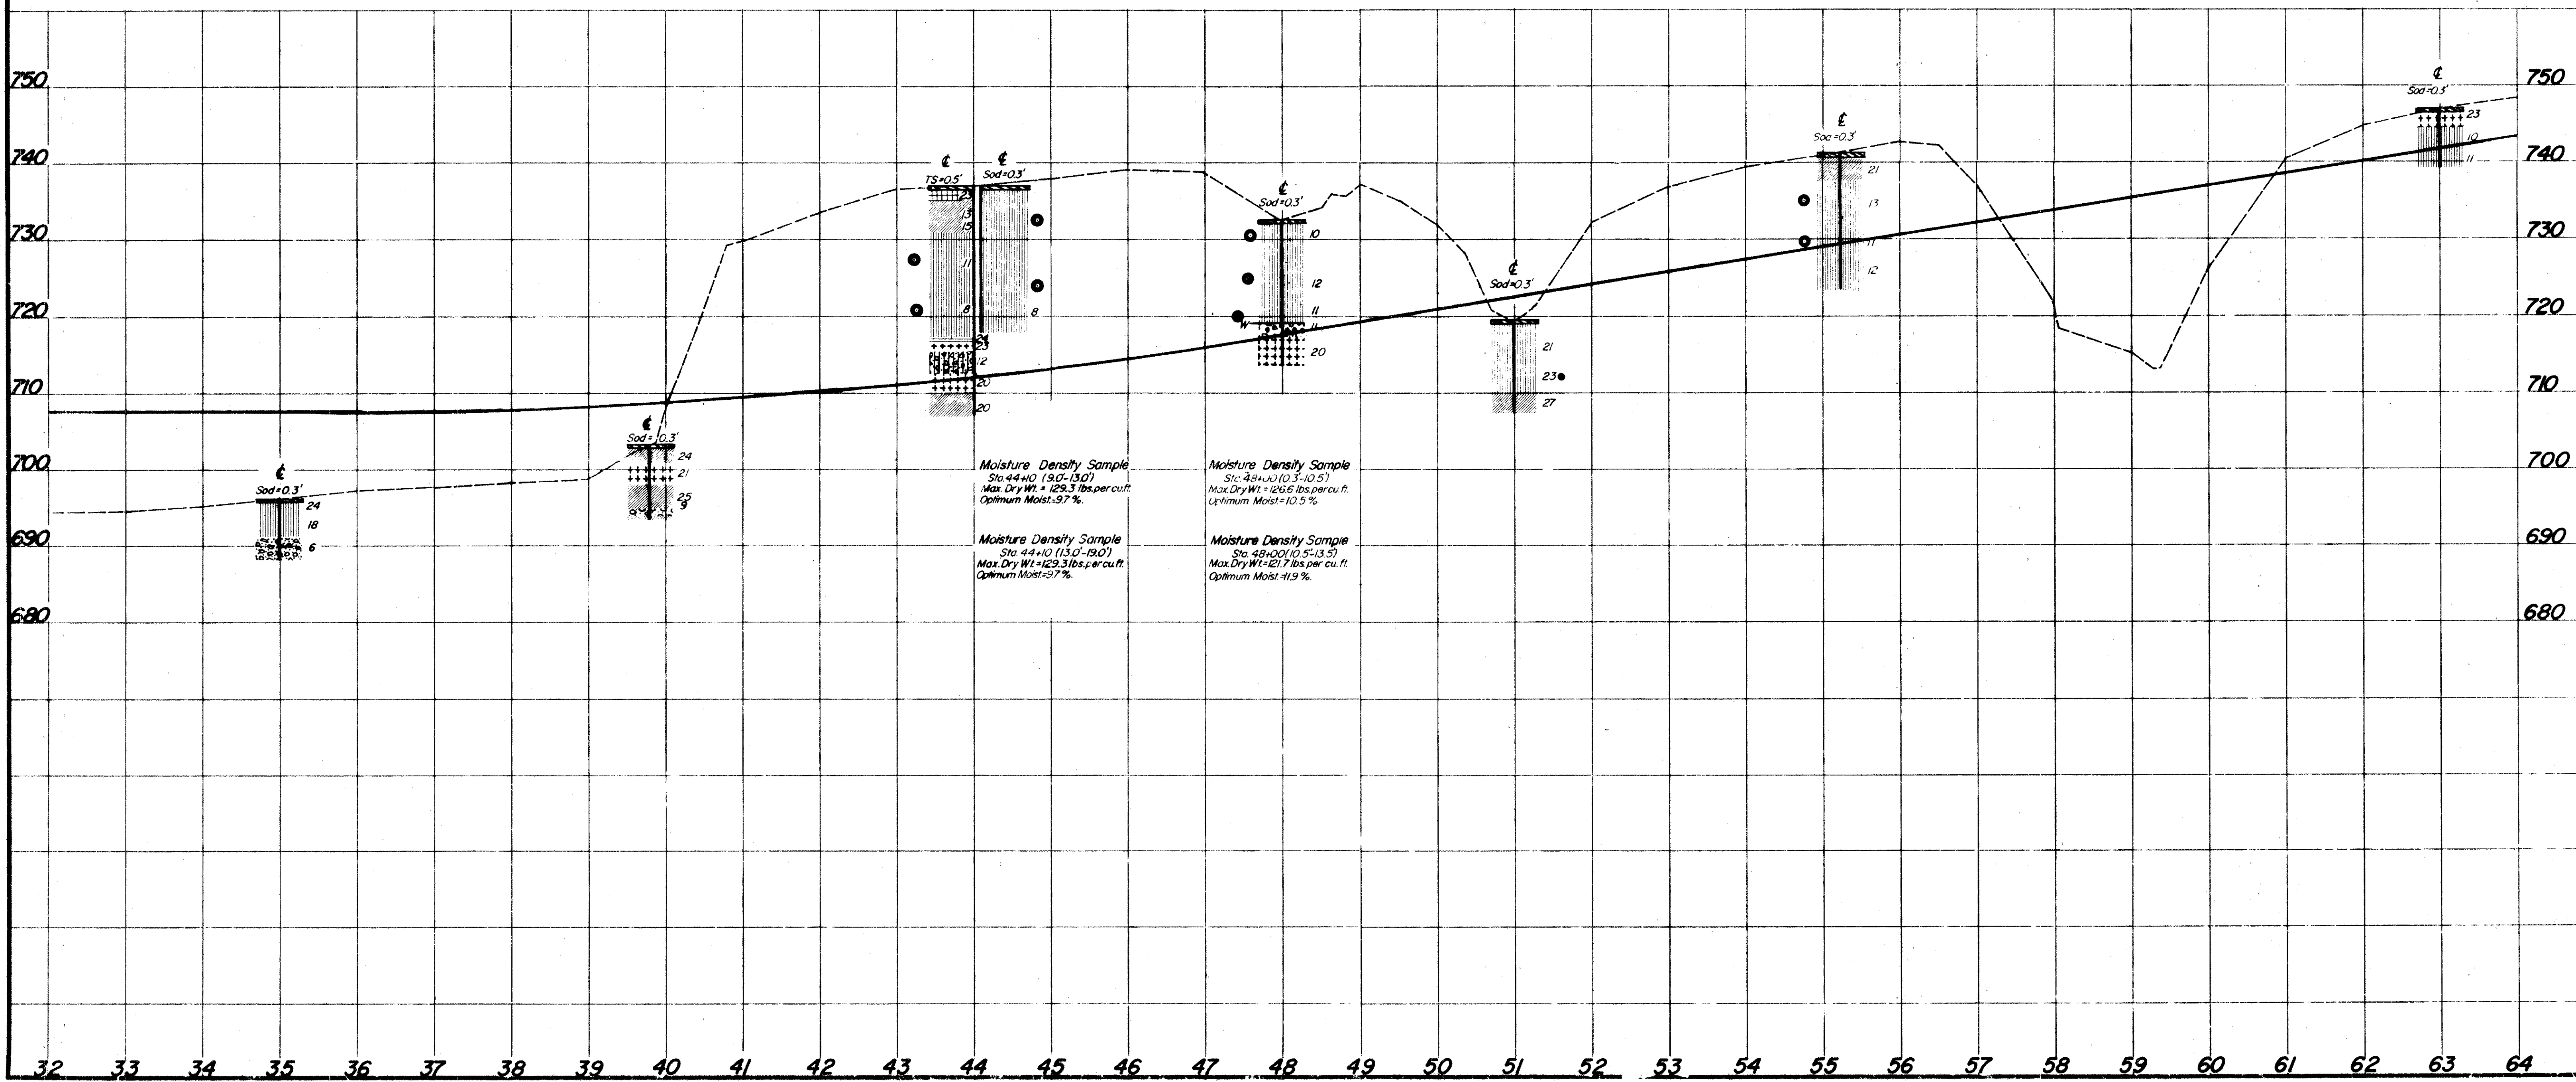 750
750
740
740
730
730
720
720
710
710
700
700
690
690
680
680
℄
Sod=0.3'
24
18
6
℄
Sod=0.3'
24
21
25
9
℄
TS=0.5'
23
13
15
11
8
24
23
12
20
20
℄
Sod=0.3'
8
℄
Sod=0.3'
10
12
11
W
11
20
℄
Sod=0.3'
21
23
27
℄
Sod=0.3'
21
13
11
12
℄
Sod=0.3'
23
10
11
Moisture Density Sample
Sta. 44+10 (9.0'-13.0')
Max. Dry Wt. = 129.3 lbs. per cu. ft.
Optimum Moist.=9.7 %.
Moisture Density Sample
Sta. 44+10 (13.0'-19.0')
Max. Dry Wt.=129.3 lbs. per cu. ft.
Optimum Moist.=9.7 %.
Moisture Density Sample
Sta. 48+00 (0.3'-10.5')
Max. Dry Wt. = 126.6 lbs. per cu. ft.
Optimum Moist.=10.5 %
Moisture Density Sample
Sta. 48+00 (10.5'-13.5')
Max. Dry Wt.=121.7 lbs. per cu. ft.
Optimum Moist.=11.9 %.
32 33 34 35 36 37 38 39 40 41 42 43 44 45 46 47 48 49 50 51 52 53 54 55 56 57 58 59 60 61 62 63 64